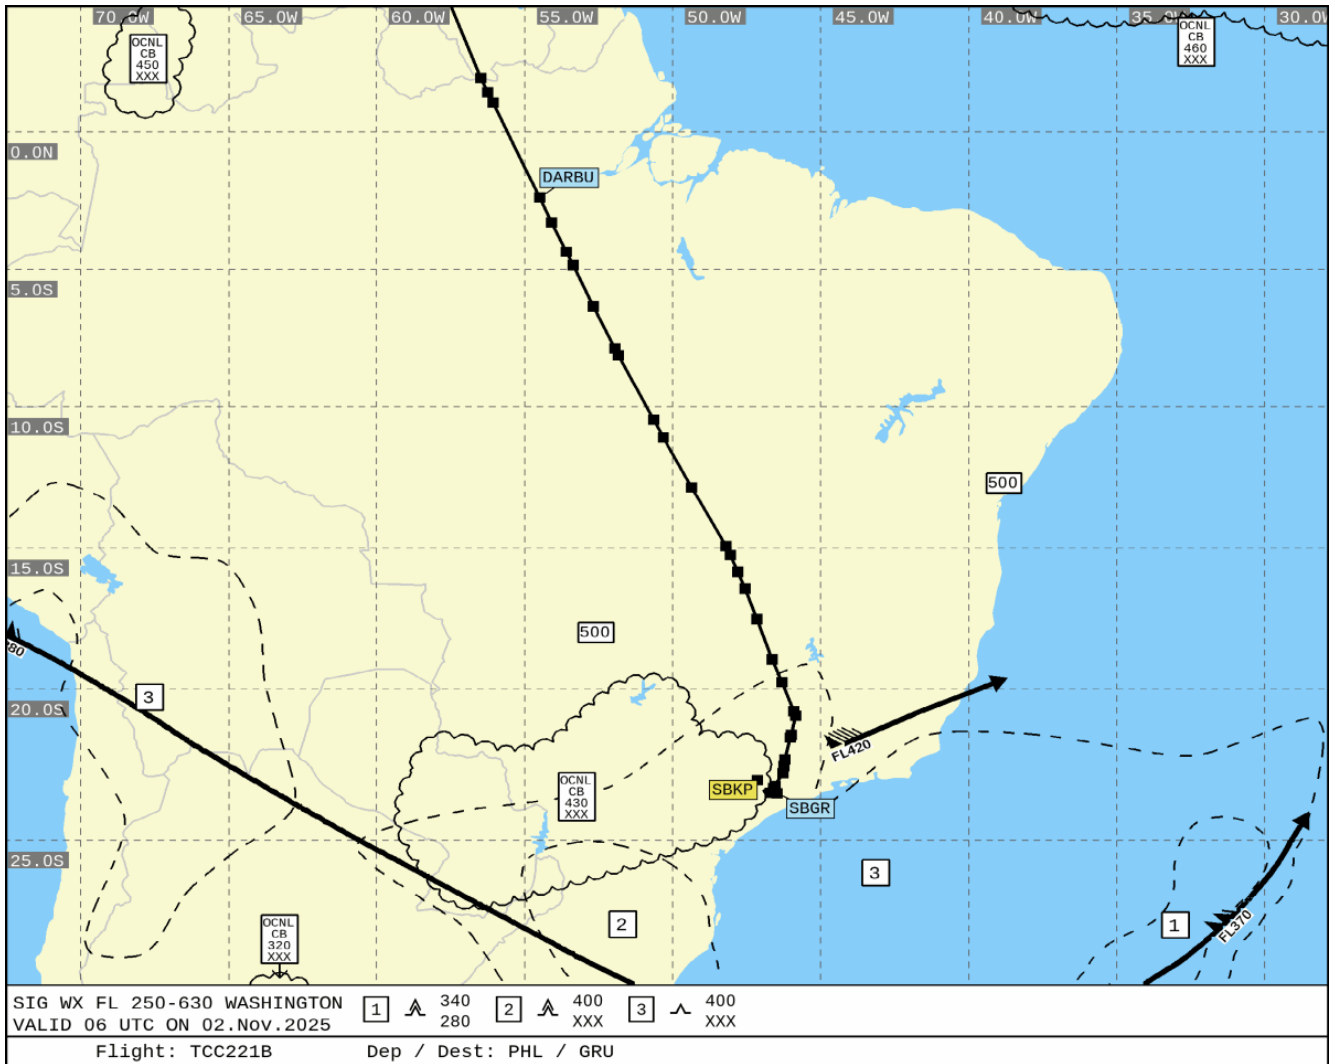 70.0W 65.0W 60.0W 55.0W 50.0W 45.0W 40.0W 35.0W 30.0W
OCNL
CB
450
XXX
OCNL
CB
460
XXX
0.0N
DARBU
5.0S
10.0S
500
15.0S
500
80
3
20.0S
FL420
OCNL
CB
430
XXX
SBKP
SBGR
25.0S
3
2
1
FL370
OCNL
CB
320
XXX
SIG WX FL 250-630 WASHINGTON
VALID 06 UTC ON 02.Nov.2025
1 340
280
2 400
XXX
3 400
XXX
Flight: TCC221B Dep / Dest: PHL / GRU